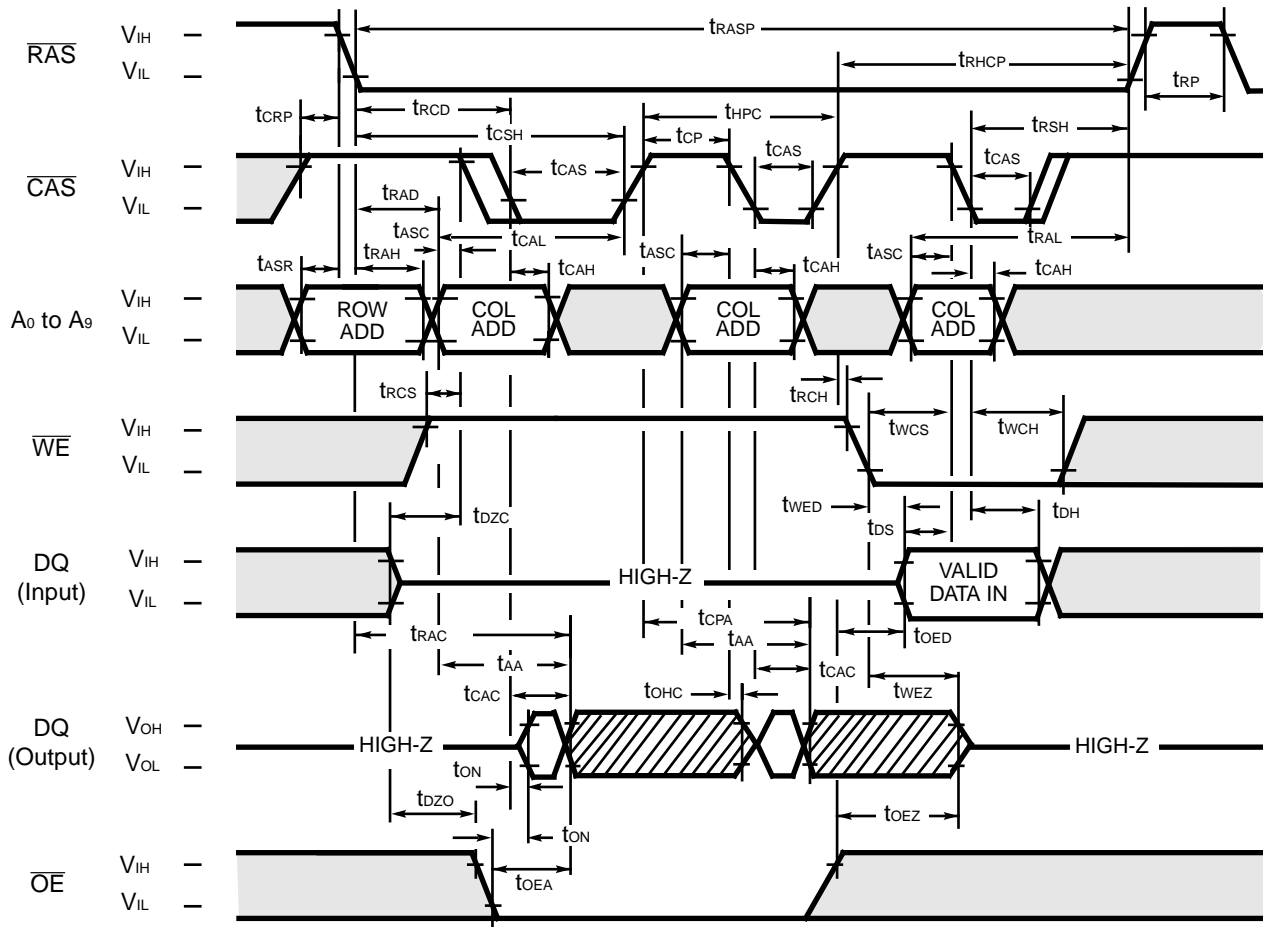 tRASP
VIH
RAS
tRHCP
VIL
tRP
tCRP
tRCD
tHPC
tCSH
tCP
tRSH
VIH
tCAS
tCAS
tCAS
CAS
VIL
tRAD
tASC
tCAL
tRAL
tASR
tRAH
tCAH
tASC
tCAH
tASC
tCAH
VIH
A0 to A9
ROW ADD
COL ADD
COL ADD
COL ADD
VIL
tRCS
tRCH
VIH
WE
tWCS
tWCH
VIL
tDZC
tWED
tDS
tDH
VIH
DQ
(Input)
HIGH-Z
VALID
DATA IN
VIL
tRAC
tCPA
tOED
tAA
tAA
tCAC
tCAC
tOHC
tWEZ
VOH
DQ
(Output)
HIGH-Z
HIGH-Z
VOL
tON
tDZO
tON
tOEZ
VIH
OE
tOEA
VIL